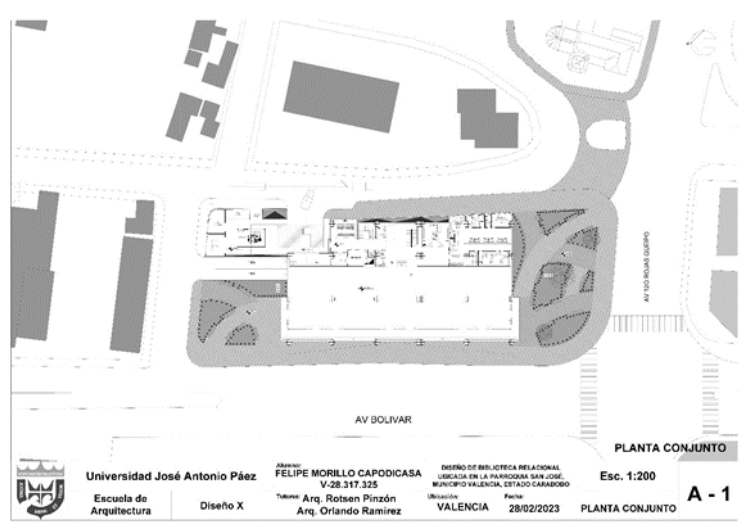 AV 120 ROJAS QUEIPO
AV BOLIVAR
PLANTA CONJUNTO
Universidad José Antonio Páez
Escuela de
Arquitectura
Diseño X
Alumno:
FELIPE MORILLO CAPODICASA
V-28.317.325
Tutores: Arq. Rotsen Pinzón
Arq. Orlando Ramirez
DISEÑO DE BIBLIOTECA RELACIONAL,
UBICADA EN LA PARROQUIA SAN JOSÉ,
MUNICIPIO VALENCIA, ESTADO CARABOBO
Ubicación:
VALENCIA
Fecha:
28/02/2023
Esc. 1:200
PLANTA CONJUNTO
A - 1